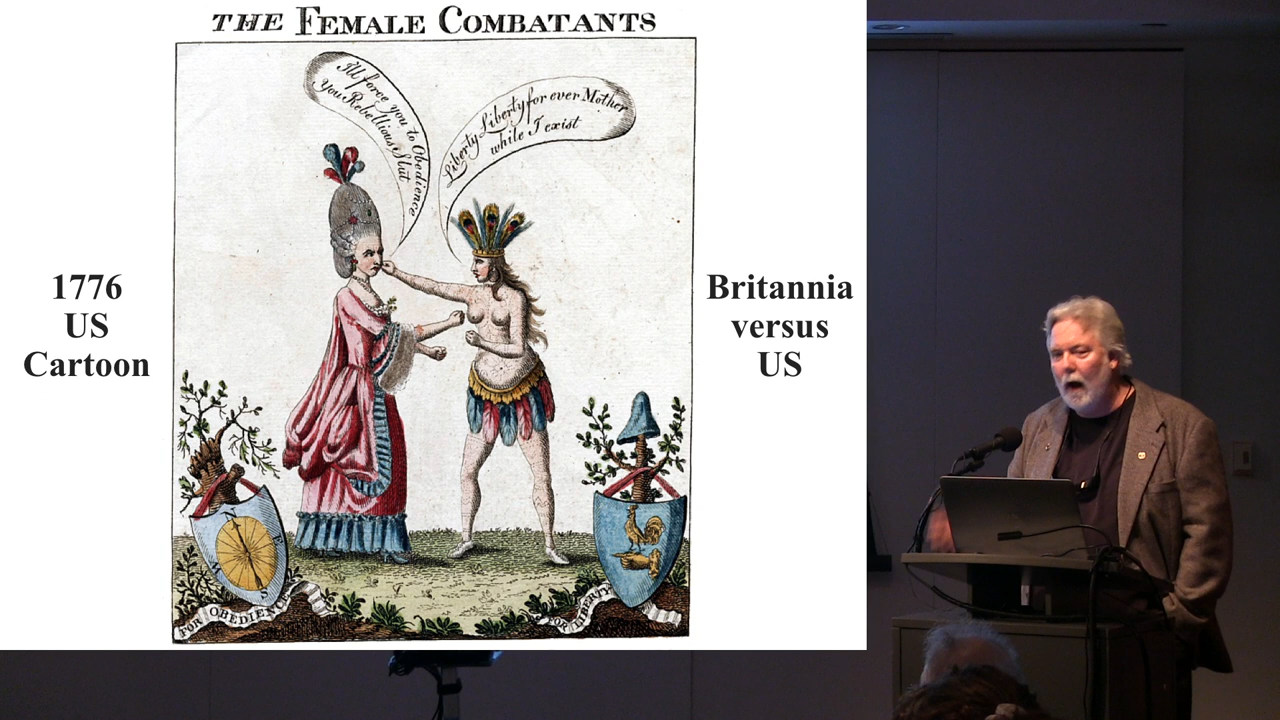 THE FEMALE COMBATANTS
I'll force you to Obedience
You Rebellious Slut
Liberty Liberty for ever Mother
while I exist
1776
US
Cartoon
Britannia
versus
US
N
E
W
S
FOR OBEDIENCE
FOR LIBERTY